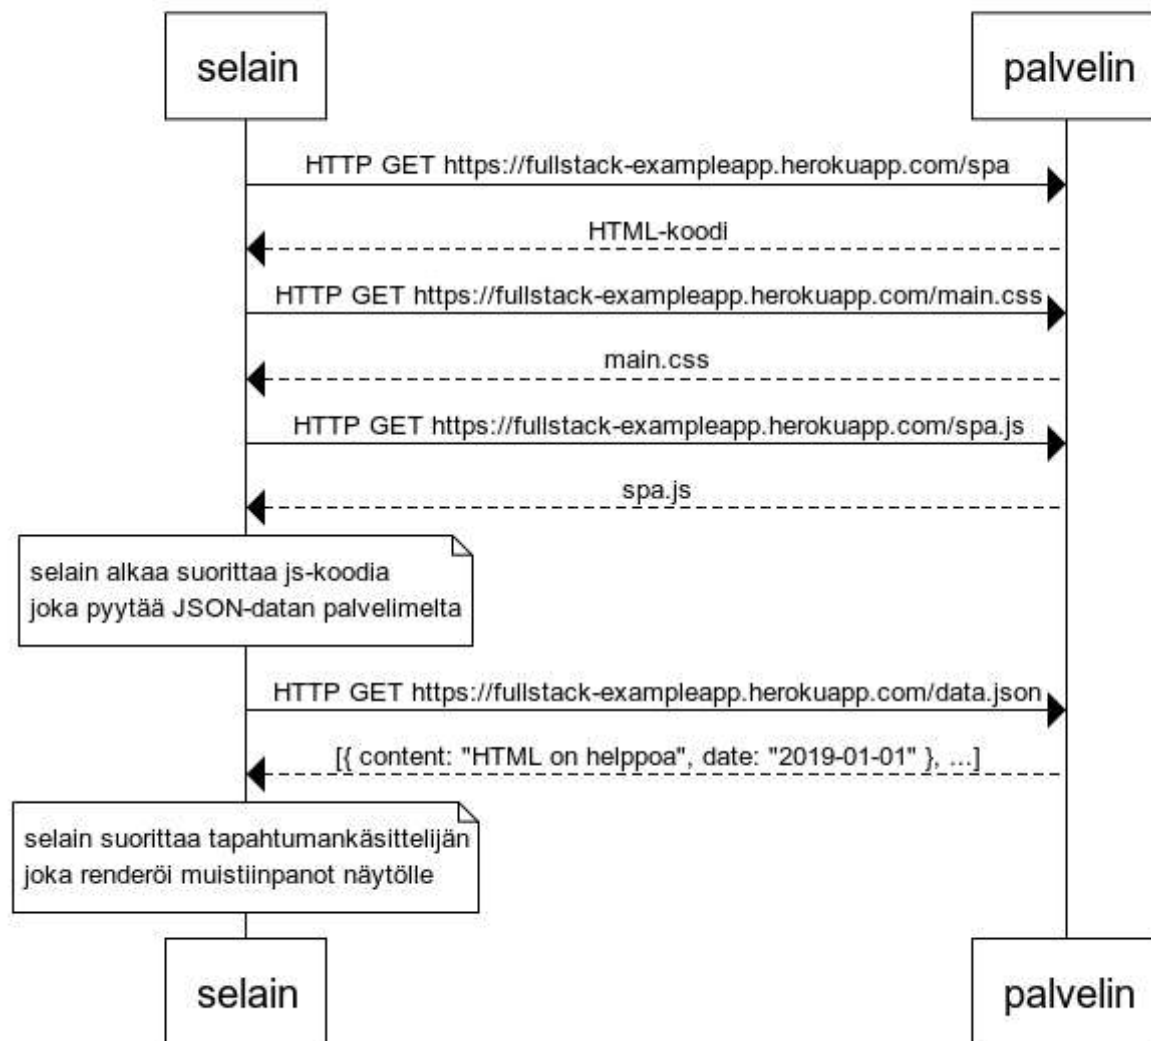 selain
palvelin
HTTP GET https://fullstack-exampleapp.herokuapp.com/spa
HTML-koodi
HTTP GET https://fullstack-exampleapp.herokuapp.com/main.css
main.css
HTTP GET https://fullstack-exampleapp.herokuapp.com/spa.js
spa.js
selain alkaa suorittaa js-koodia
joka pyytää JSON-datan palvelimelta
HTTP GET https://fullstack-exampleapp.herokuapp.com/data.json
[{ content: "HTML on helppoa", date: "2019-01-01" }, ...]
selain suorittaa tapahtumankäsittelijän
joka renderöi muistiinpanot näytölle
selain
palvelin